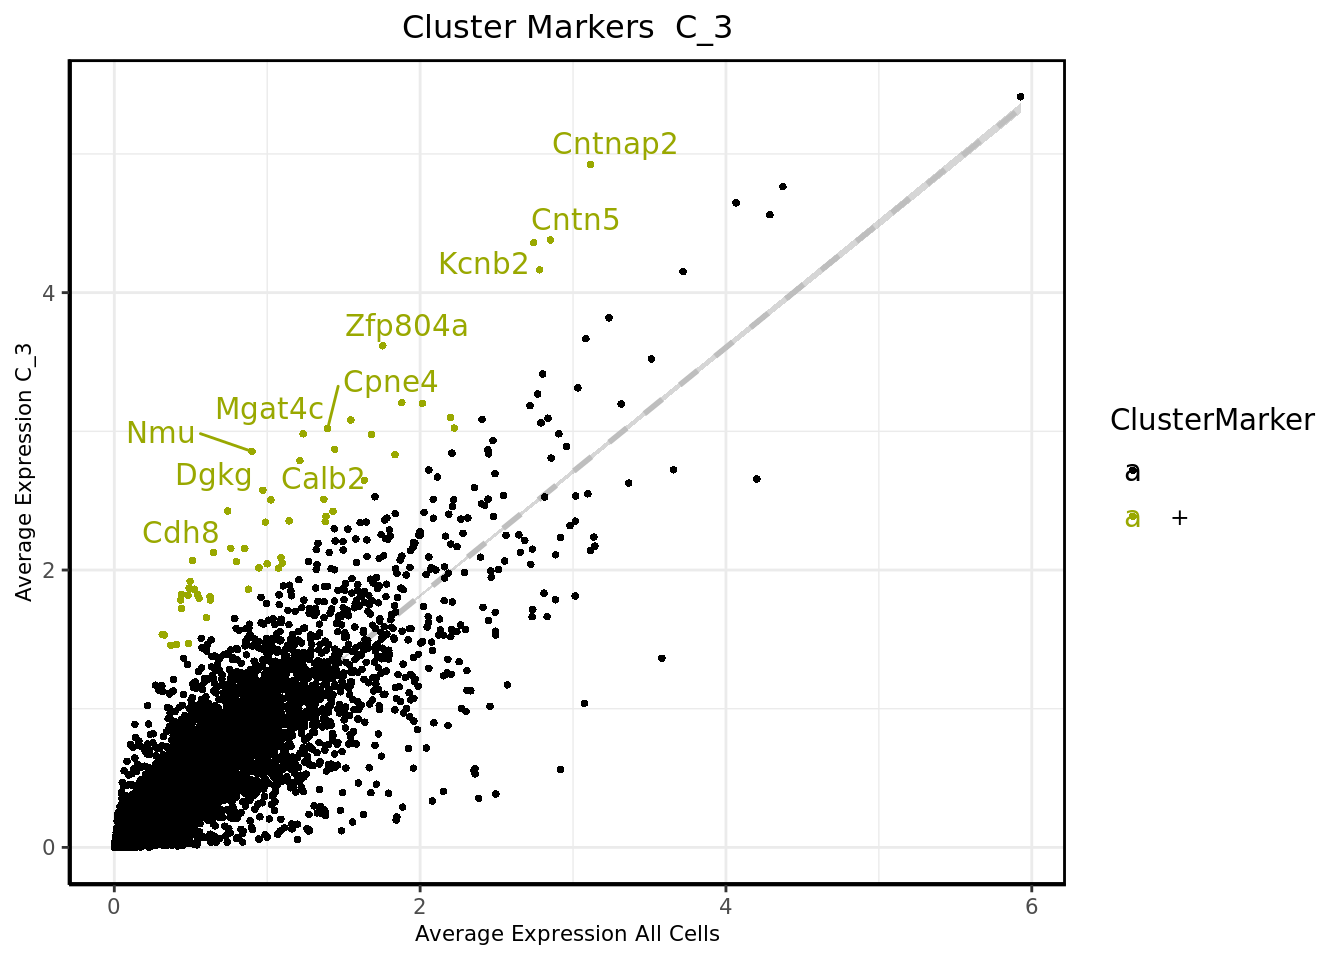 Cluster Markers  C_3
Cntnap2
Cntn5
Kcnb2
Zfp804a
Cpne4
Mgat4c
Nmu
Dgkg
Calb2
Cdh8
4
2
0
0
2
4
6
Average Expression C_3
Average Expression All Cells
ClusterMarker
a
a +